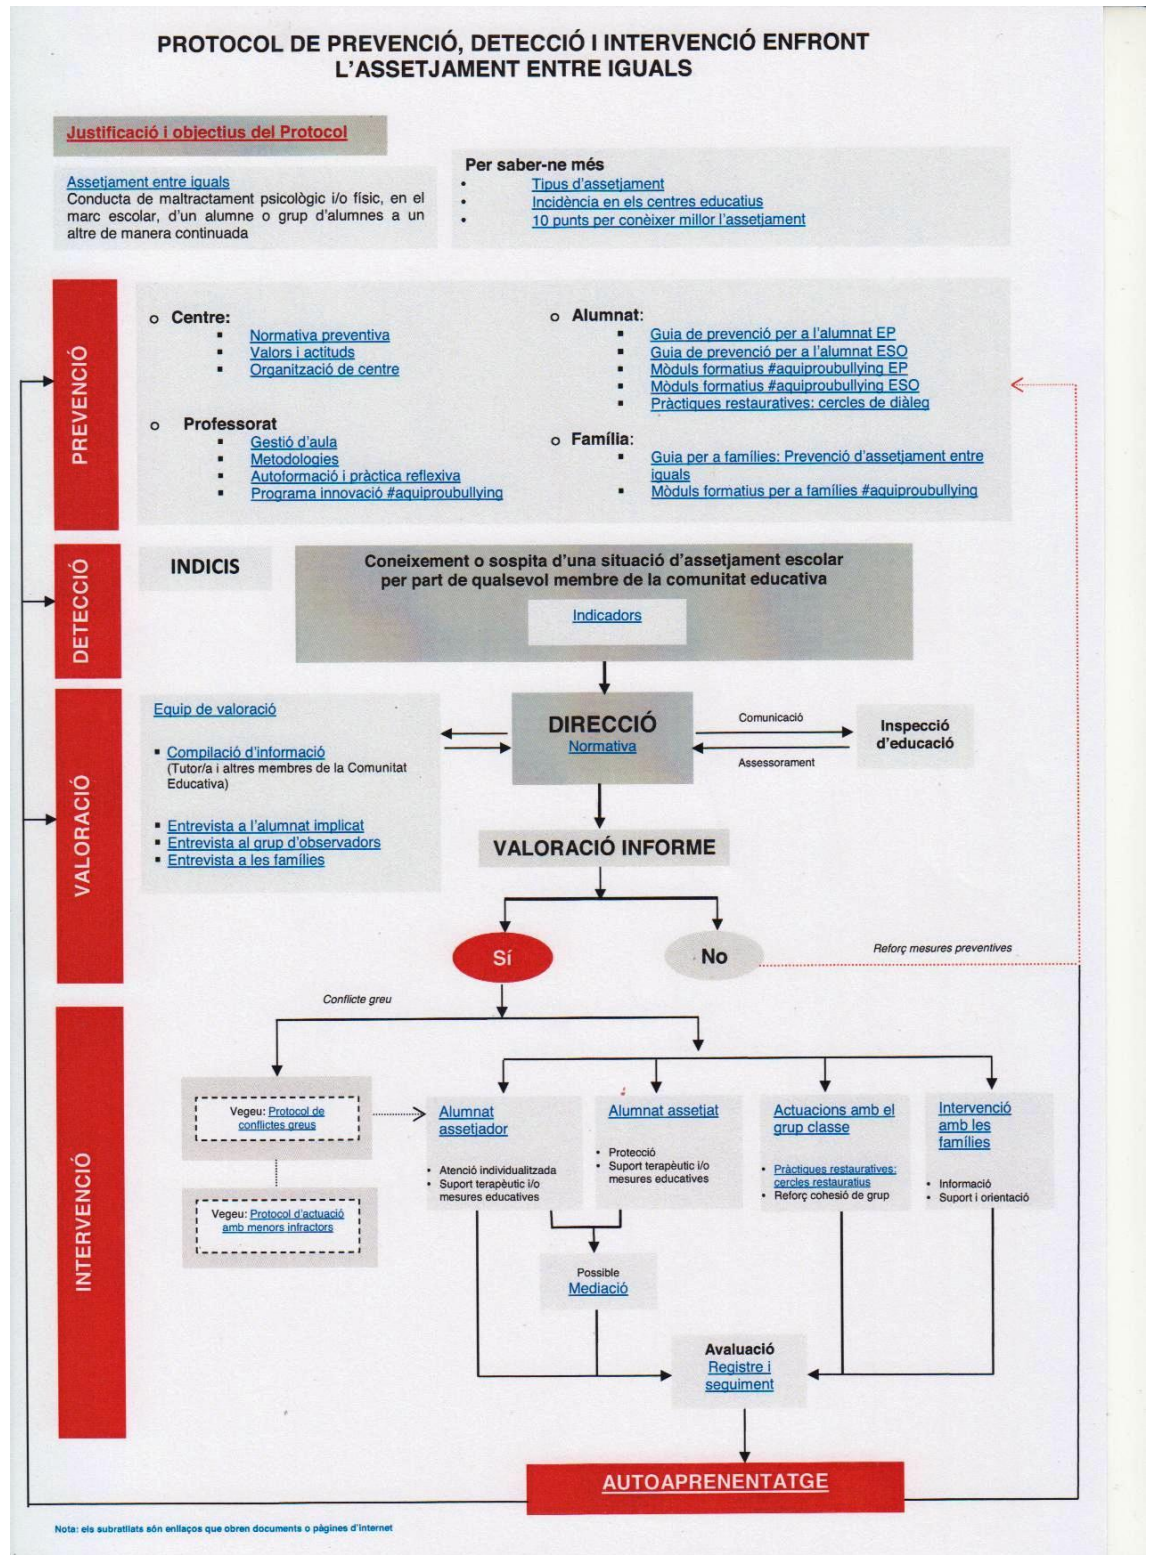 PROTOCOL DE PREVENCIÓ, DETECCIÓ I INTERVENCIÓ ENFRONT
L'ASSETJAMENT ENTRE IGUALS
Justificació i objectius del Protocol
Assetjament entre iguals
Conducta de maltractament psicològic i/o físic, en el
marc escolar, d'un alumne o grup d'alumnes a un
altre de manera continuada
Per saber-ne més
• Tipus d'assetjament
• Incidència en els centres educatius
• 10 punts per conèixer millor l'assetjament
PREVENCIÓ
o Centre:
▪ Normativa preventiva
▪ Valors i actituds
▪ Organització de centre
o Professorat
▪ Gestió d'aula
▪ Metodologies
▪ Autoformació i pràctica reflexiva
▪ Programa innovació #aquiproubullying
o Alumnat:
▪ Guia de prevenció per a l'alumnat EP
▪ Guia de prevenció per a l'alumnat ESO
▪ Mòduls formatius #aquiproubullying EP
▪ Mòduls formatius #aquiproubullying ESO
▪ Pràctiques restauratives: cercles de diàleg
o Família:
▪ Guia per a famílies: Prevenció d'assetjament entre
iguals
▪ Mòduls formatius per a famílies #aquiproubullying
DETECCIÓ
INDICIS
Coneixement o sospita d'una situació d'assetjament escolar
per part de qualsevol membre de la comunitat educativa
Indicadors
VALORACIÓ
Equip de valoració
▪ Compilació d'informació
(Tutor/a i altres membres de la Comunitat
Educativa)
▪ Entrevista a l'alumnat implicat
▪ Entrevista al grup d'observadors
▪ Entrevista a les famílies
DIRECCIÓ
Normativa
Comunicació
Assessorament
Inspecció
d'educació
VALORACIÓ INFORME
Sí
No
Reforç mesures preventives
INTERVENCIÓ
Conflicte greu
Vegeu: Protocol de
conflictes greus
Vegeu: Protocol d'actuació
amb menors infractors
Alumnat
assetjador
• Atenció individualitzada
• Suport terapèutic i/o
mesures educatives
Alumnat assetjat
• Protecció
• Suport terapèutic i/o
mesures educatives
Actuacions amb el
grup classe
• Pràctiques restauratives:
cercles restauratius
• Reforç cohesió de grup
Intervenció
amb les
famílies
• Informació
• Suport i orientació
Possible
Mediació
Avaluació
Registre i
seguiment
AUTOAPRENENTATGE
Nota: els subratllats són enllaços que obren documents o pàgines d'internet